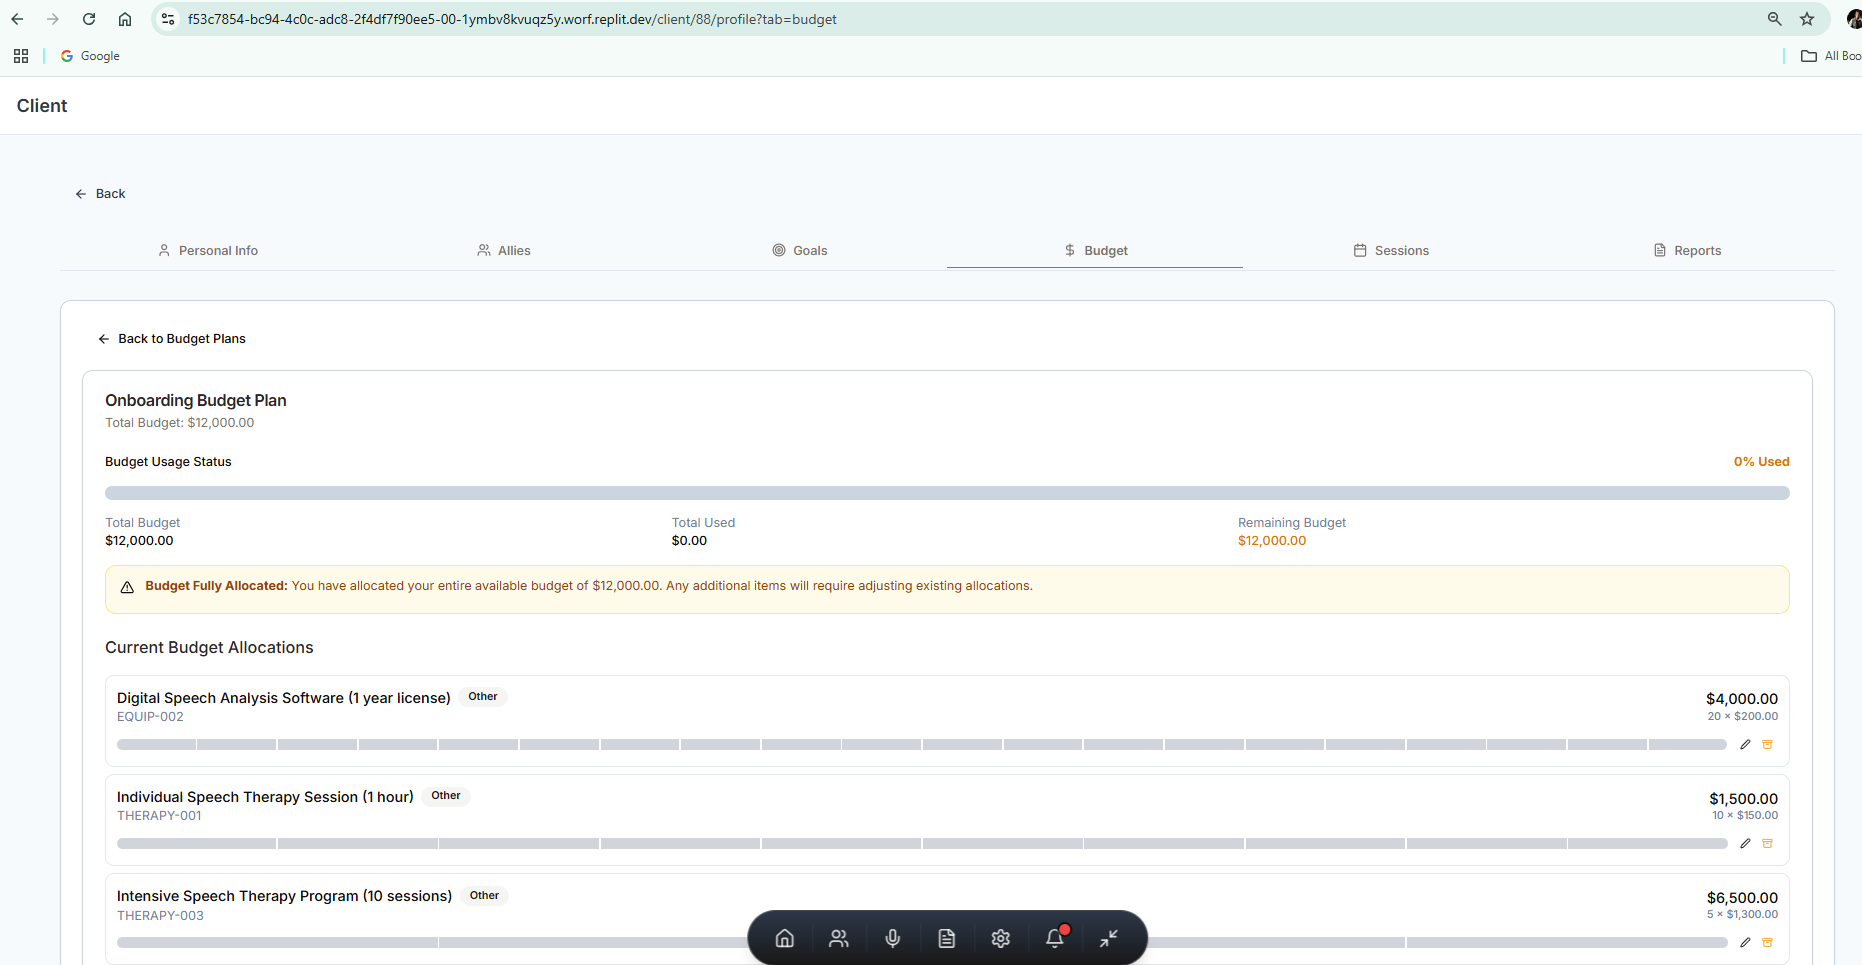 f53c7854-bc94-4c0c-adc8-2f4df7f90ee5-00-1ymbv8kvuqz5y.worf.replit.dev/client/88/profile?tab=budget
Google
All Boo
Client
Back
Personal Info
Allies
Goals
Budget
Sessions
Reports
Back to Budget Plans
Onboarding Budget Plan
Total Budget: $12,000.00
Budget Usage Status
0% Used
Total Budget
$12,000.00
Total Used
$0.00
Remaining Budget
$12,000.00
Budget Fully Allocated: You have allocated your entire available budget of $12,000.00. Any additional items will require adjusting existing allocations.
Current Budget Allocations
Digital Speech Analysis Software (1 year license) Other
EQUIP-002
$4,000.00
20 × $200.00
Individual Speech Therapy Session (1 hour) Other
THERAPY-001
$1,500.00
10 × $150.00
Intensive Speech Therapy Program (10 sessions) Other
THERAPY-003
$6,500.00
5 × $1,300.00